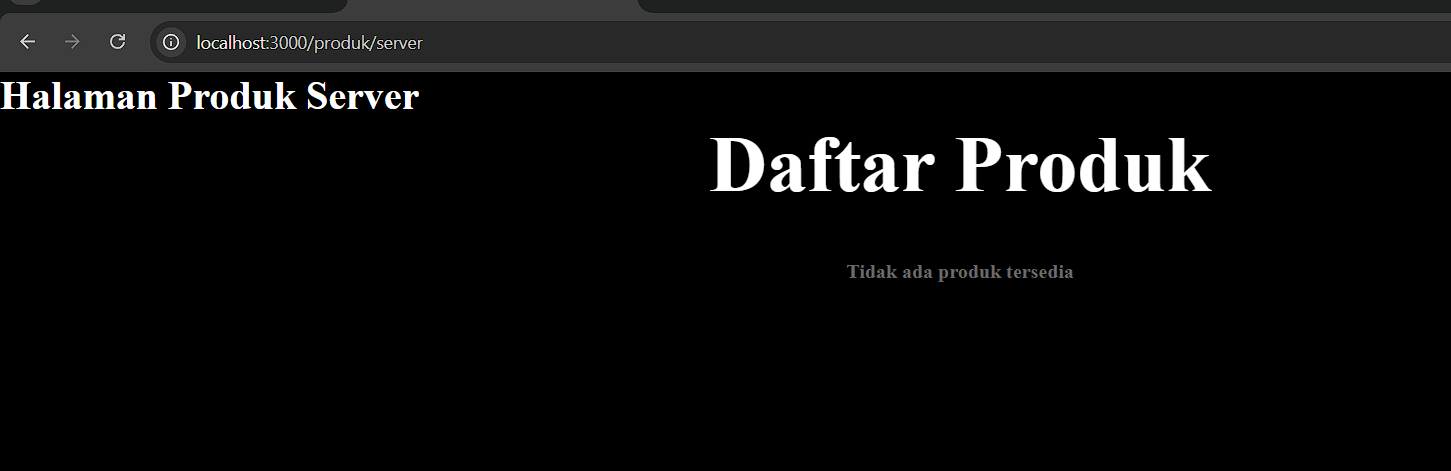 localhost:3000/produk/server
Halaman Produk Server
Daftar Produk
Tidak ada produk tersedia